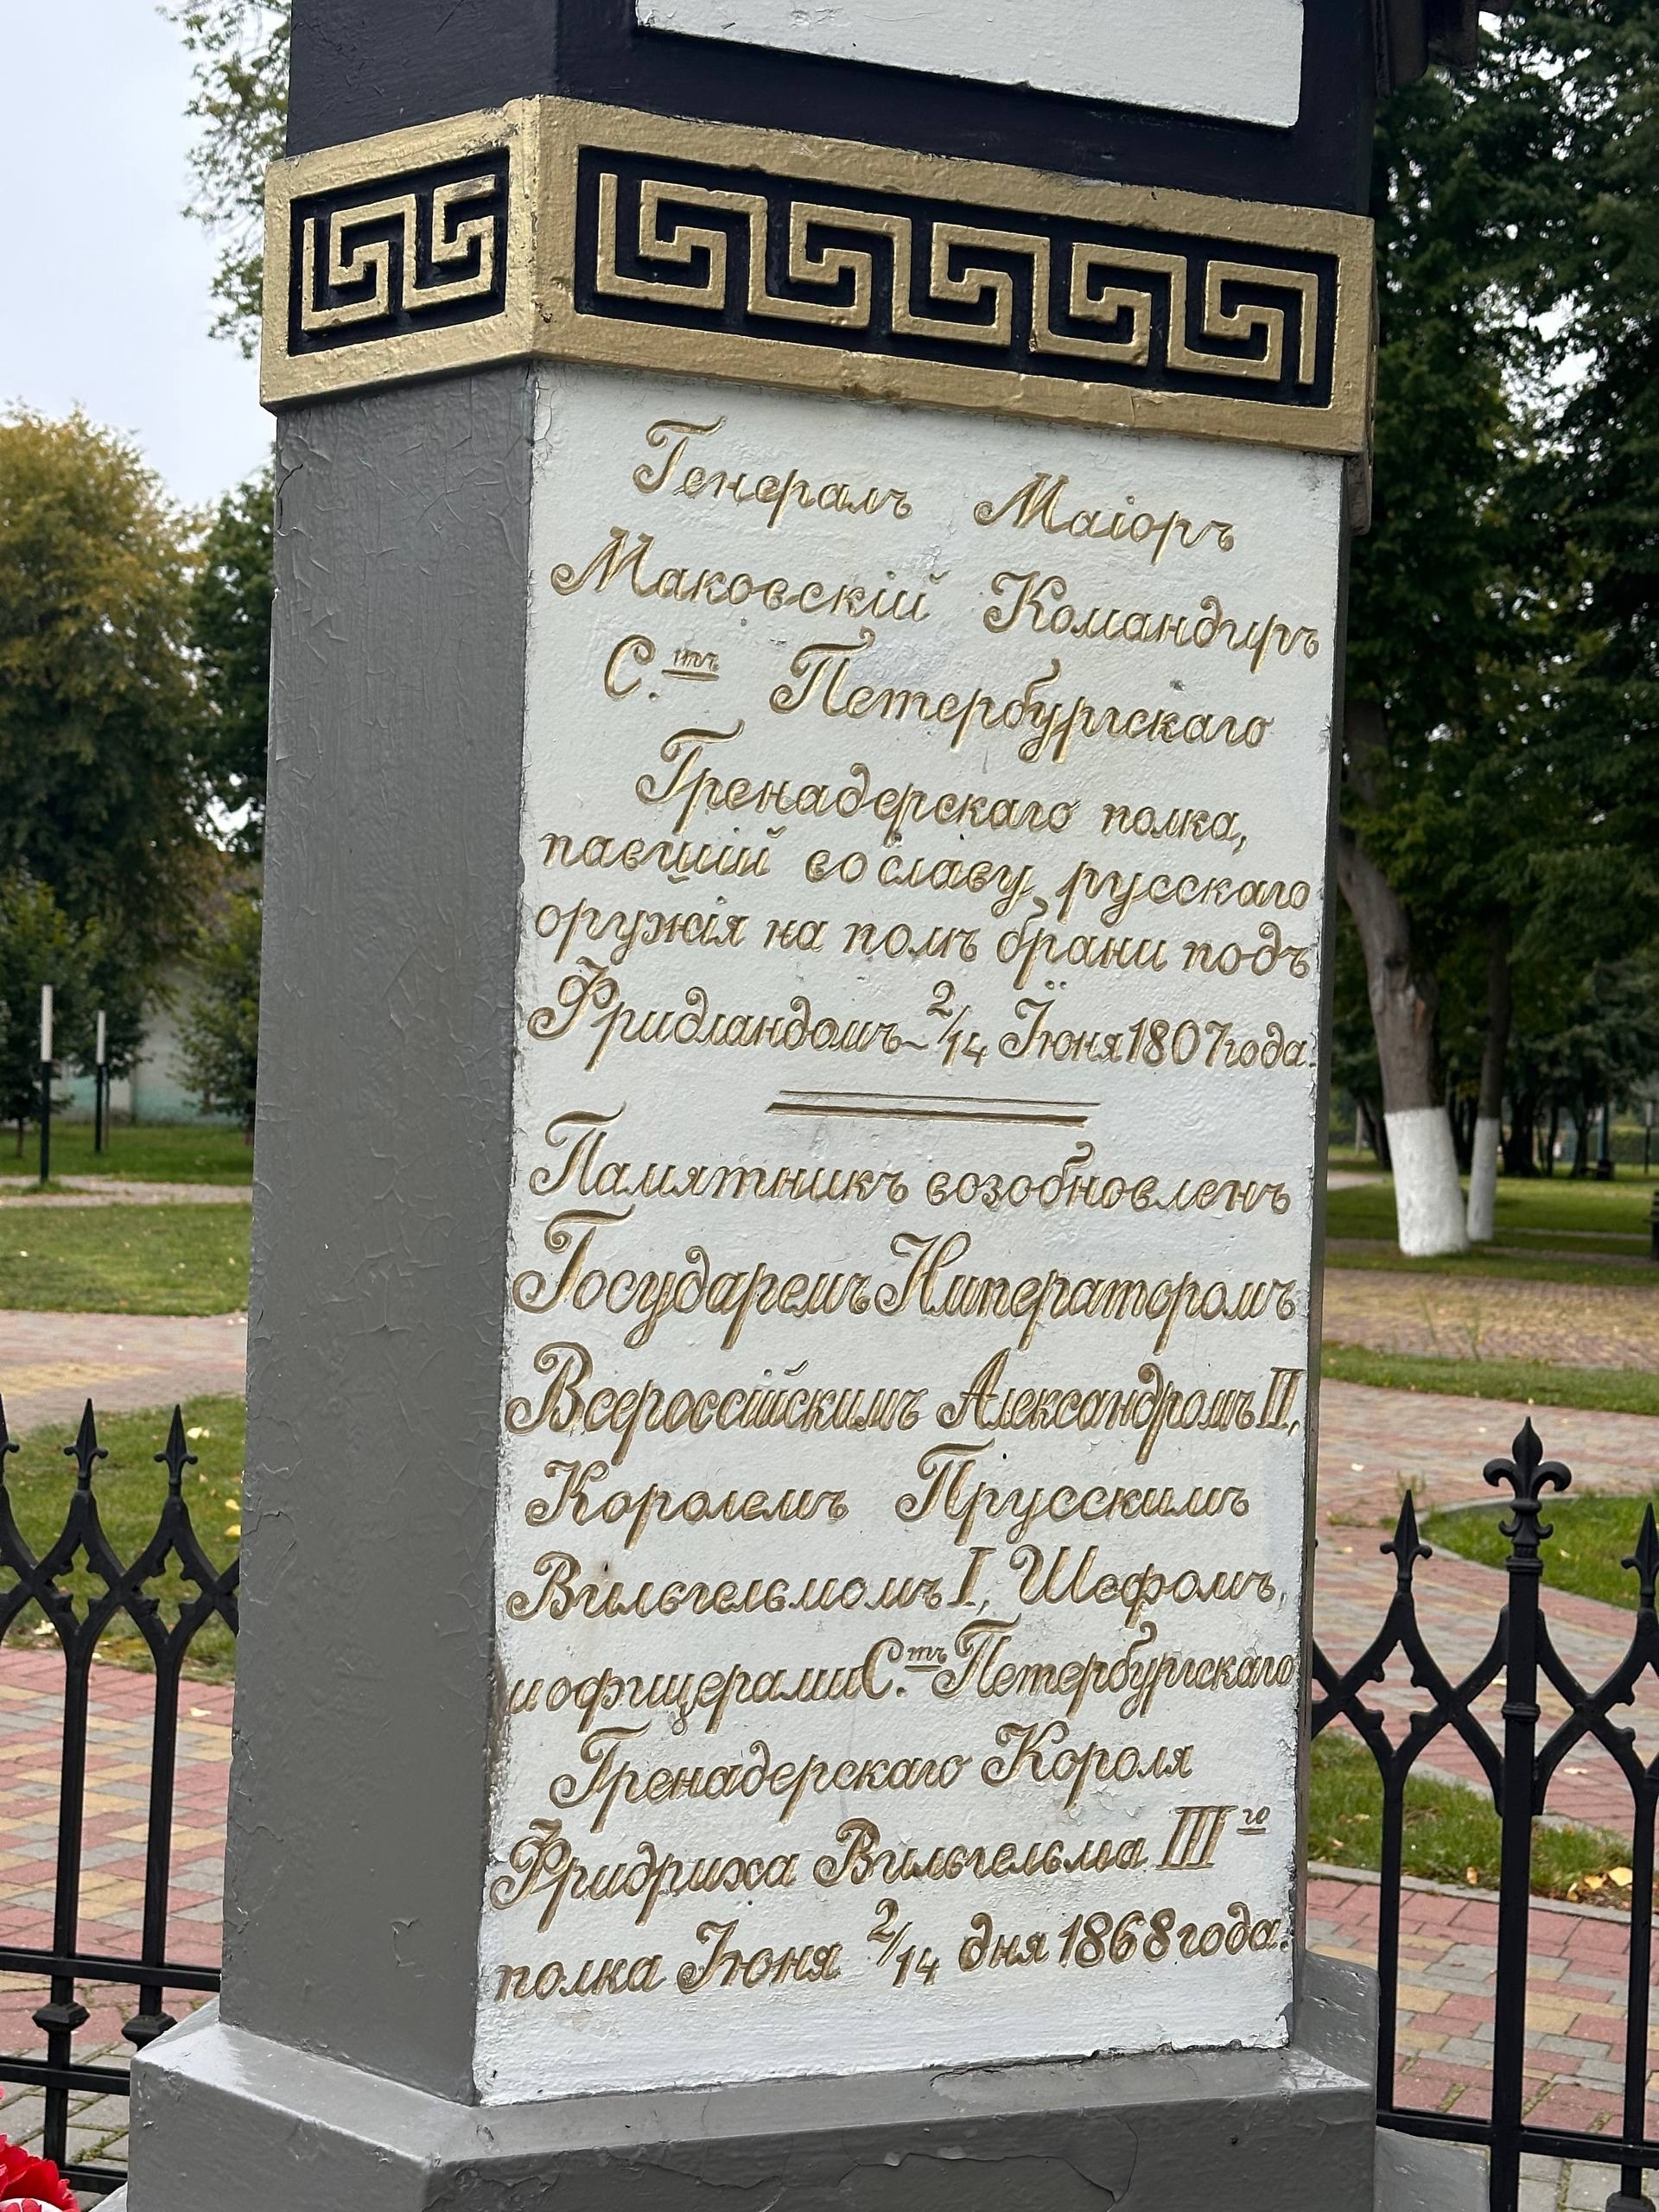 Генералъ Маіоръ
Маковскій Командиръ
С.тъ Петербургскаго
Гренадерскаго полка,
павшій во славу русскаго
оружія на полѣ брани подъ
Фридландомъ 2/14 Їюня 1807 года.
Памятникъ возобновленъ
Государемъ Императоромъ
Всероссійскимъ Александромъ II,
Королемъ Прусскимъ
Вильгельмомъ I, Шефомъ,
и офицерами С.тъ Петербургскаго
Гренадерскаго Короля
Фридриха Вильгельма III го
полка Іюня 2/14 дня 1868 года.